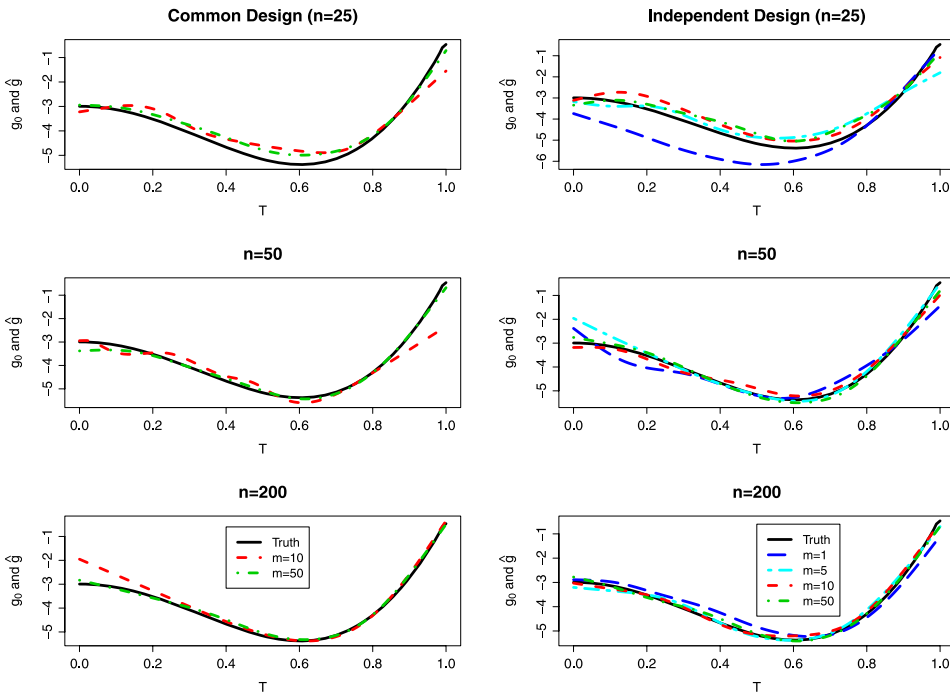 Common Design (n=25)
g₀ and ĝ
-1
-2
-3
-4
-5
0.0 0.2 0.4 0.6 0.8 1.0
T
Independent Design (n=25)
g₀ and ĝ
-1
-2
-3
-4
-5
-6
0.0 0.2 0.4 0.6 0.8 1.0
T
n=50
g₀ and ĝ
-1
-2
-3
-4
-5
0.0 0.2 0.4 0.6 0.8 1.0
T
n=50
g₀ and ĝ
-1
-2
-3
-4
-5
0.0 0.2 0.4 0.6 0.8 1.0
T
n=200
g₀ and ĝ
-1
-2
-3
-4
-5
Truth
m=10
m=50
0.0 0.2 0.4 0.6 0.8 1.0
T
n=200
g₀ and ĝ
-1
-2
-3
-4
-5
Truth
m=1
m=5
m=10
m=50
0.0 0.2 0.4 0.6 0.8 1.0
T